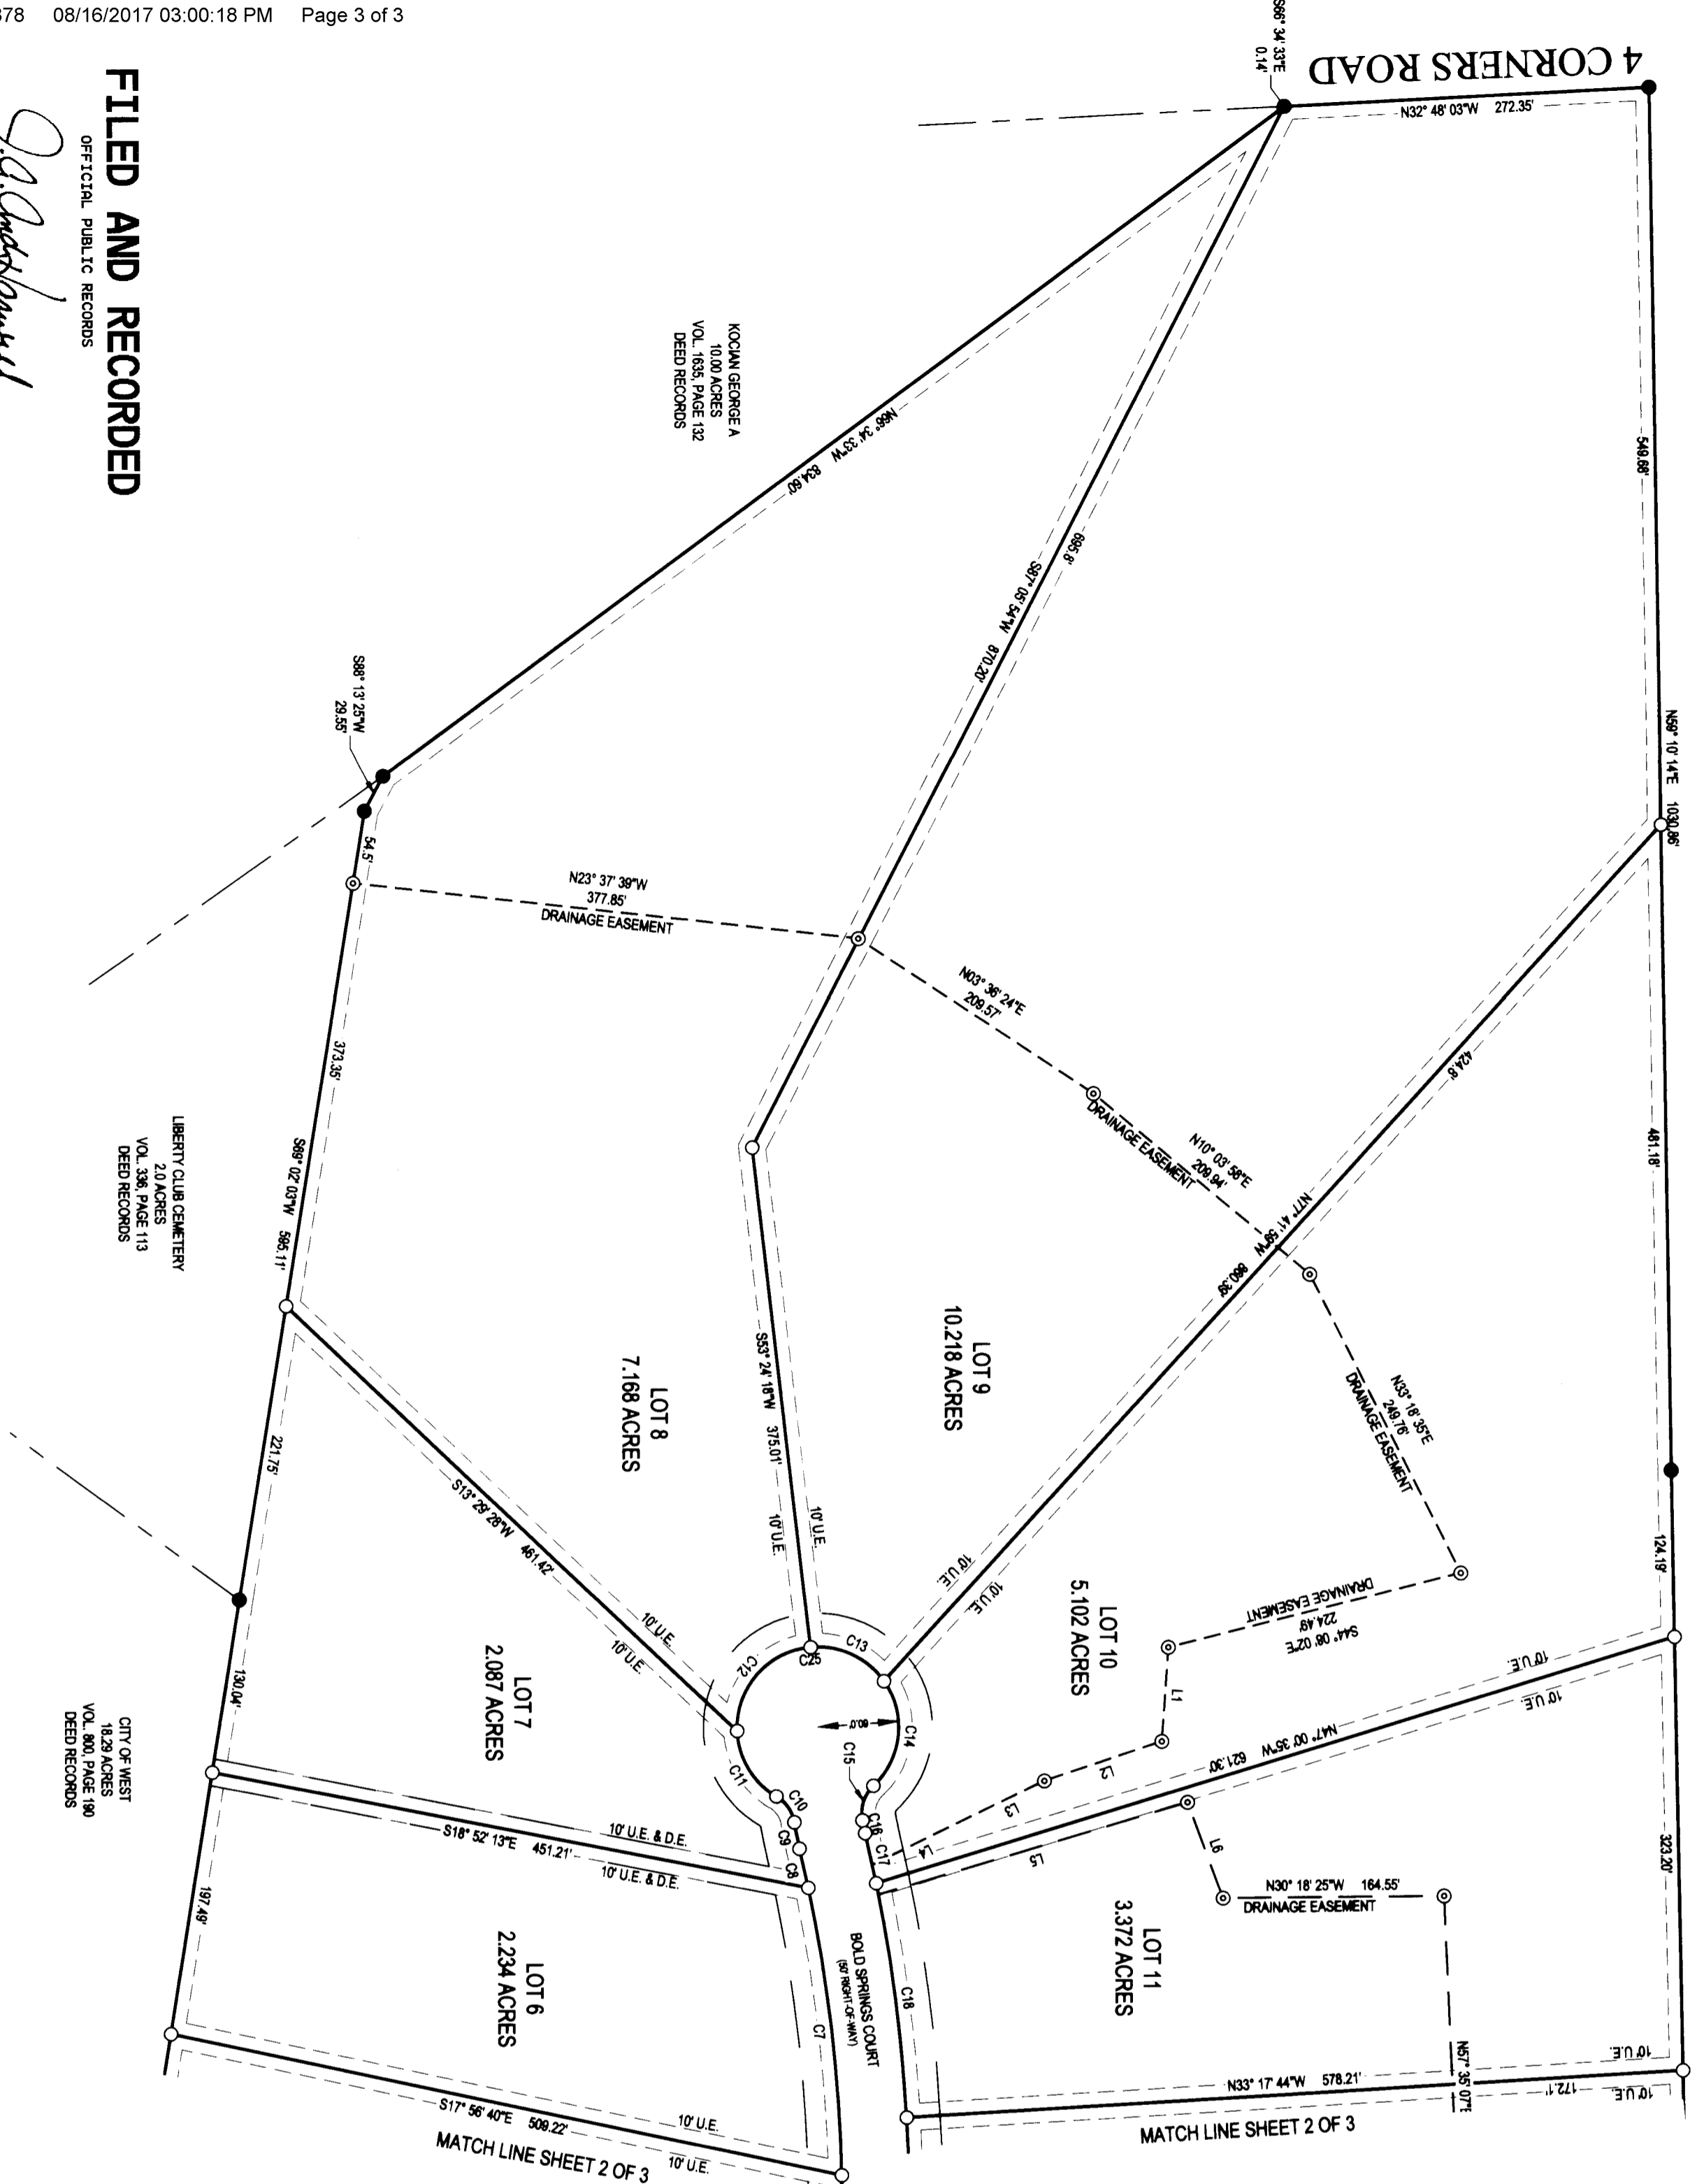 378 08/16/2017 03:00:18 PM Page 3 of 3
FILED AND RECORDED
OFFICIAL PUBLIC RECORDS
4 CORNERS ROAD
S66° 34' 33"E
0.14'
N32° 48' 03"W 272.35'
549.68'
N59° 10' 14"E 1030.86'
481.18'
124.19'
323.20'
KOCIAN GEORGE A
10.00 ACRES
VOL. 1635, PAGE 132
DEED RECORDS
N66° 34' 33"W 834.60'
695.8'
S87° 05' 54"W 870.20'
S88° 13' 25"W
29.55'
54.5'
N23° 37' 39"W
377.85'
DRAINAGE EASEMENT
N03° 36' 24"E
209.57'
DRAINAGE EASEMENT
N10° 03' 58"E
209.94'
424.8'
N77° 41' 59"W 860.39'
N33° 18' 35"E
249.76'
DRAINAGE EASEMENT
S44° 08' 02"E
224.49'
DRAINAGE EASEMENT
373.35'
S69° 02' 03"W 595.11'
LIBERTY CLUB CEMETERY
2.0 ACRES
VOL. 336, PAGE 113
DEED RECORDS
LOT 9
10.218 ACRES
LOT 8
7.168 ACRES
S53° 24' 18"W 375.01'
10' U.E.
10' U.E.
221.75'
S13° 29' 28"W 461.42'
10' U.E.
10' U.E.
10' U.E.
10' U.E.
LOT 10
5.102 ACRES
L1
L2
L3
L4
L5
L6
10' U.E.
10' U.E.
N47° 00' 35"W 621.30'
C12
C25
C13
60.0'
C14
C15
C16
C17
C11
C10
C9
C8
LOT 7
2.087 ACRES
130.04'
CITY OF WEST
18.29 ACRES
VOL. 800, PAGE 190
DEED RECORDS
10' U.E. & D.E.
S18° 52' 13"E 451.21'
10' U.E. & D.E.
197.49'
LOT 6
2.234 ACRES
C7
BOLD SPRINGS COURT
(50' RIGHT-OF-WAY)
C18
LOT 11
3.372 ACRES
N30° 18' 25"W 164.55'
DRAINAGE EASEMENT
N57° 35' 07"E
10' U.E.
N33° 17' 44"W 578.21'
172.1'
10' U.E.
MATCH LINE SHEET 2 OF 3
S17° 56' 40"E 509.22'
10' U.E.
10' U.E.
MATCH LINE SHEET 2 OF 3